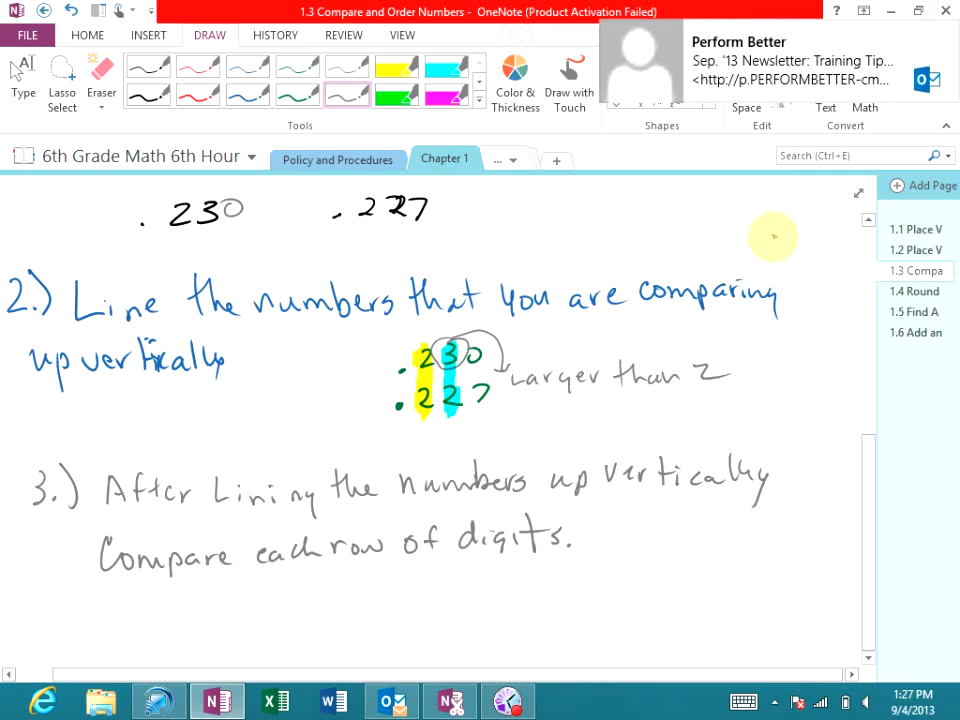 1.3 Compare and Order Numbers - OneNote (Product Activation Failed)
FILE HOME INSERT DRAW HISTORY REVIEW VIEW
Perform Better
Sep. '13 Newsletter: Training Tip...
<http://p.PERFORMBETTER-cm...
Type Lasso Select Eraser Color & Thickness Draw with Touch Space Text Math
Tools Shapes Edit Convert
6th Grade Math 6th Hour Policy and Procedures Chapter 1 ... Search (Ctrl+E)
Add Page
1.1 Place V
1.2 Place V
1.3 Compa
1.4 Round
1.5 Find A
1.6 Add an
.230 .227
2.) Line the numbers that you are comparing
up vertically
.230
.227
Larger than 2
3.) After Lining the numbers up vertically
Compare each row of digits.
1:27 PM
9/4/2013